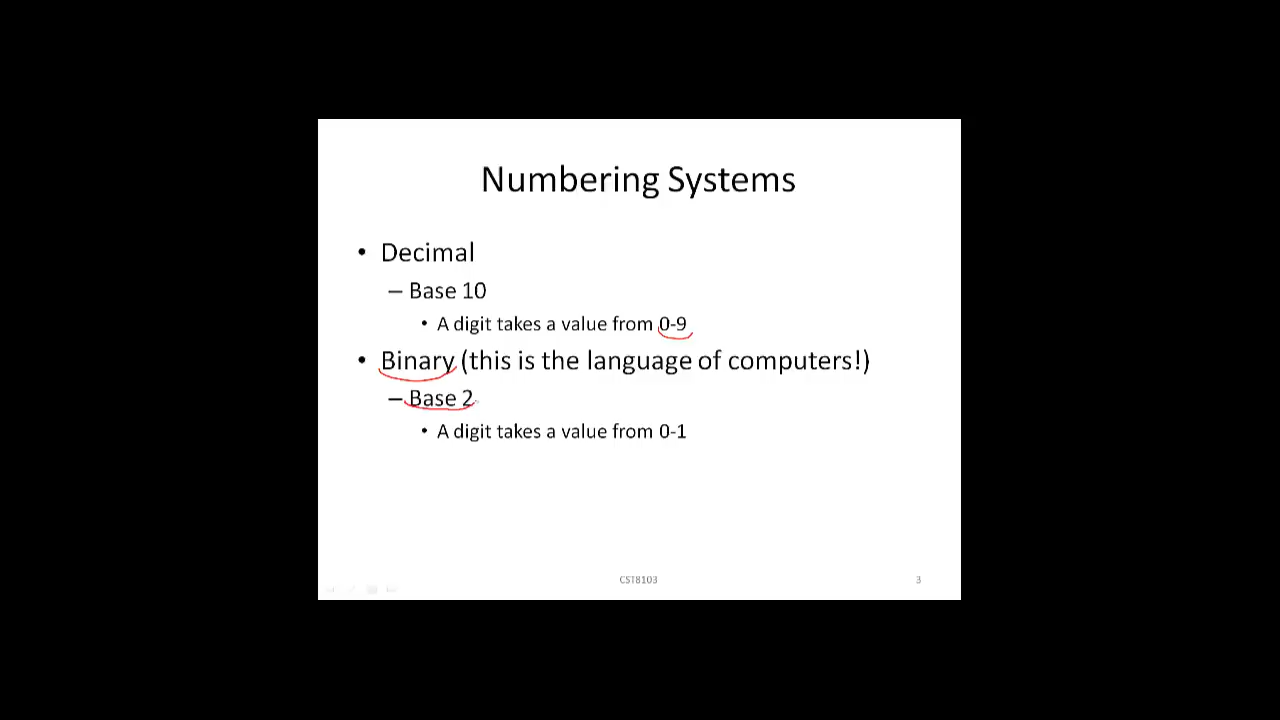 Numbering Systems
• Decimal
– Base 10
• A digit takes a value from 0-9
• Binary (this is the language of computers!)
– Base 2
• A digit takes a value from 0-1
CST8103
3